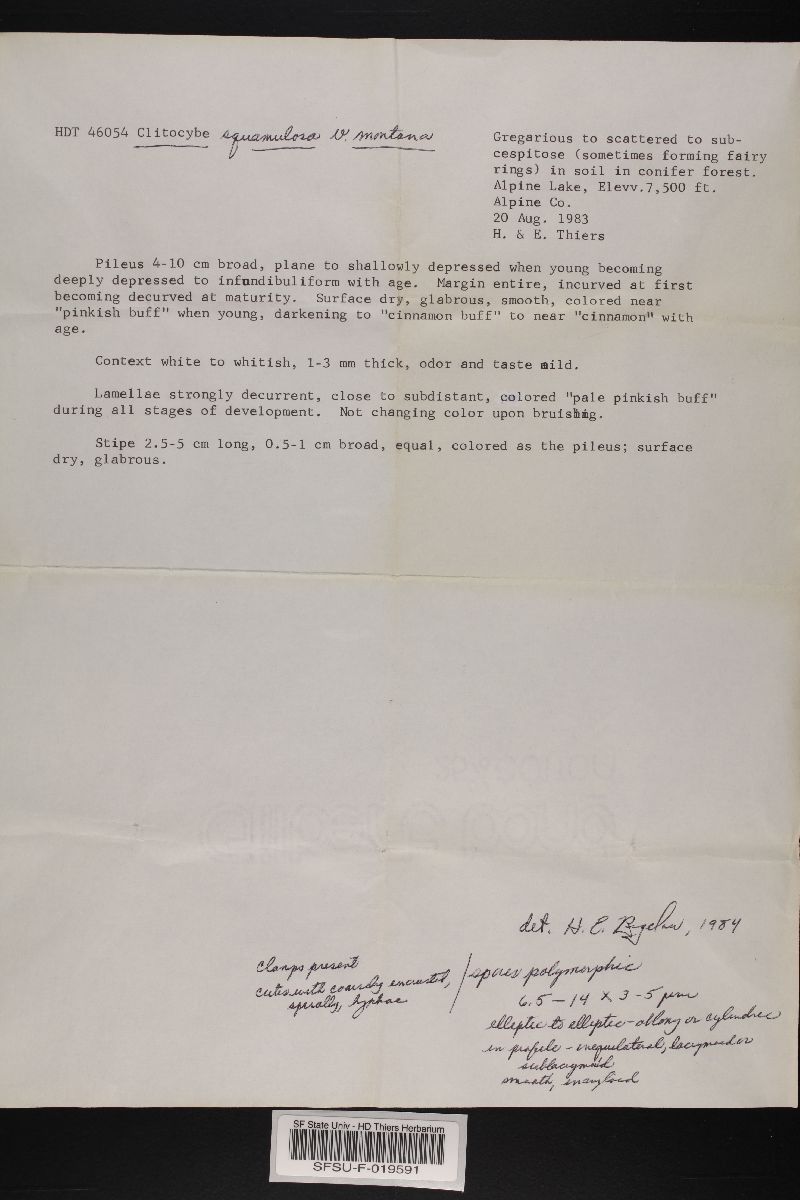 HDT 46054 Clitocybe squamulosa v. montana
Gregarious to scattered to sub-
cespitose (sometimes forming fairy
rings) in soil in conifer forest.
Alpine Lake, Elevv.7,500 ft.
Alpine Co.
20 Aug. 1983
H. & E. Thiers
Pileus 4-10 cm broad, plane to shallowly depressed when young becoming
deeply depressed to infundibuliform with age. Margin entire, incurved at first
becoming decurved at maturity. Surface dry, glabrous, smooth, colored near
"pinkish buff" when young, darkening to "cinnamon buff" to near "cinnamon" with
age.
Context white to whitish, 1-3 mm thick, odor and taste mild.
Lamellae strongly decurrent, close to subdistant, colored "pale pinkish buff"
during all stages of development. Not changing color upon bruising.
Stipe 2.5-5 cm long, 0.5-1 cm broad, equal, colored as the pileus; surface
dry, glabrous.
det. H. E. Bigelow, 1984
clamps present
cutis with coarsely encrusted,
spirally, hyphae
spores polymorphic
6.5-14 x 3-5 µm
elliptic to elliptic-oblong or cylindric
in profile - inequilateral, lacrymoid or
sublacrymoid
smooth, inamyloid
SF State Univ - HD Thiers Herbarium
SFSU-F-019591